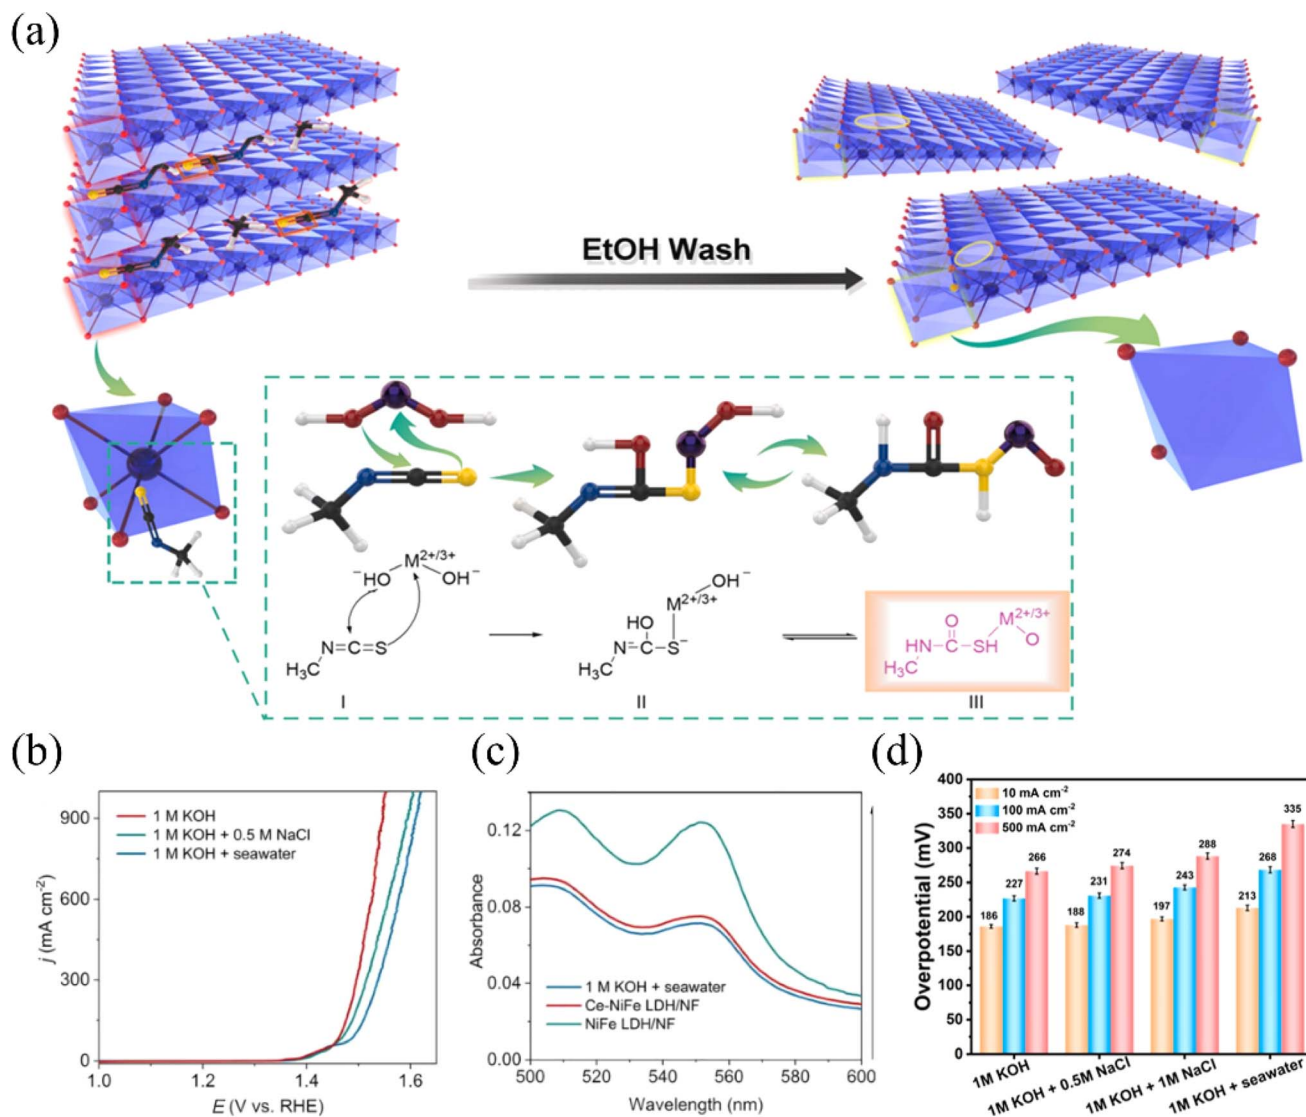 (a)
EtOH Wash
⁻HO M²⁺/³⁺ OH⁻
N=C=S
H₃C
I
OH⁻
M²⁺/³⁺
HO
N=C-S⁻
H₃C
II
O M²⁺/³⁺
HN-C-SH O
H₃C
III
(b)
900
600
300
0
1.0 1.2 1.4 1.6
j (mA cm⁻²)
E (V vs. RHE)
1 M KOH
1 M KOH + 0.5 M NaCl
1 M KOH + seawater
(c)
0.12
0.08
0.04
0.00
500 520 540 560 580 600
Absorbance
Wavelength (nm)
1 M KOH + seawater
Ce-NiFe LDH/NF
NiFe LDH/NF
(d)
400
350
300
250
200
150
100
50
0
Overpotential (mV)
10 mA cm⁻²
100 mA cm⁻²
500 mA cm⁻²
186 227 266
188 231 274
197 243 288
213 268 335
1M KOH
1M KOH + 0.5M NaCl
1M KOH + 1M NaCl
1M KOH + seawater